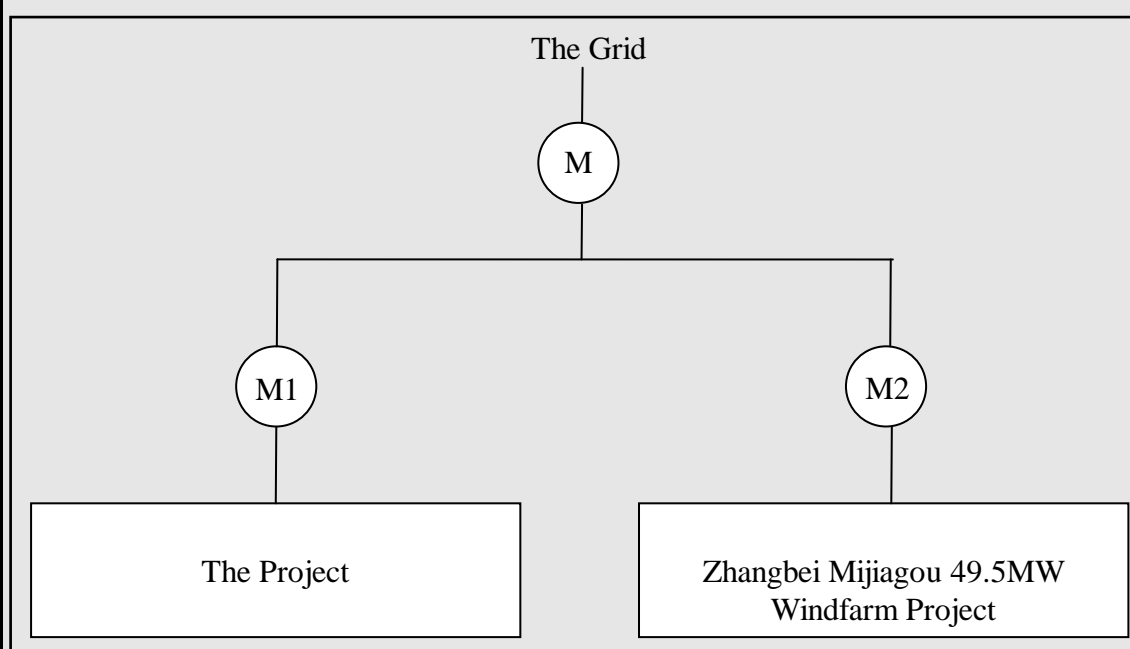 The Grid
M
M1
M2
The Project
Zhangbei Mijiagou 49.5MW
Windfarm Project